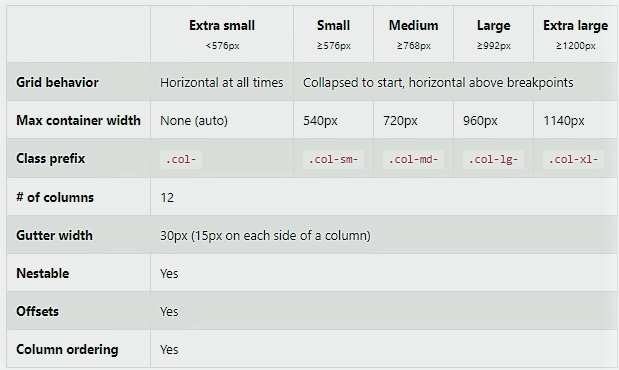 Extra small Small Medium Large Extra large
<576px ≥576px ≥768px ≥992px ≥1200px
Grid behavior Horizontal at all times Collapsed to start, horizontal above breakpoints
Max container width None (auto) 540px 720px 960px 1140px
Class prefix .col- .col-sm- .col-md- .col-lg- .col-xl-
# of columns 12
Gutter width 30px (15px on each side of a column)
Nestable Yes
Offsets Yes
Column ordering Yes